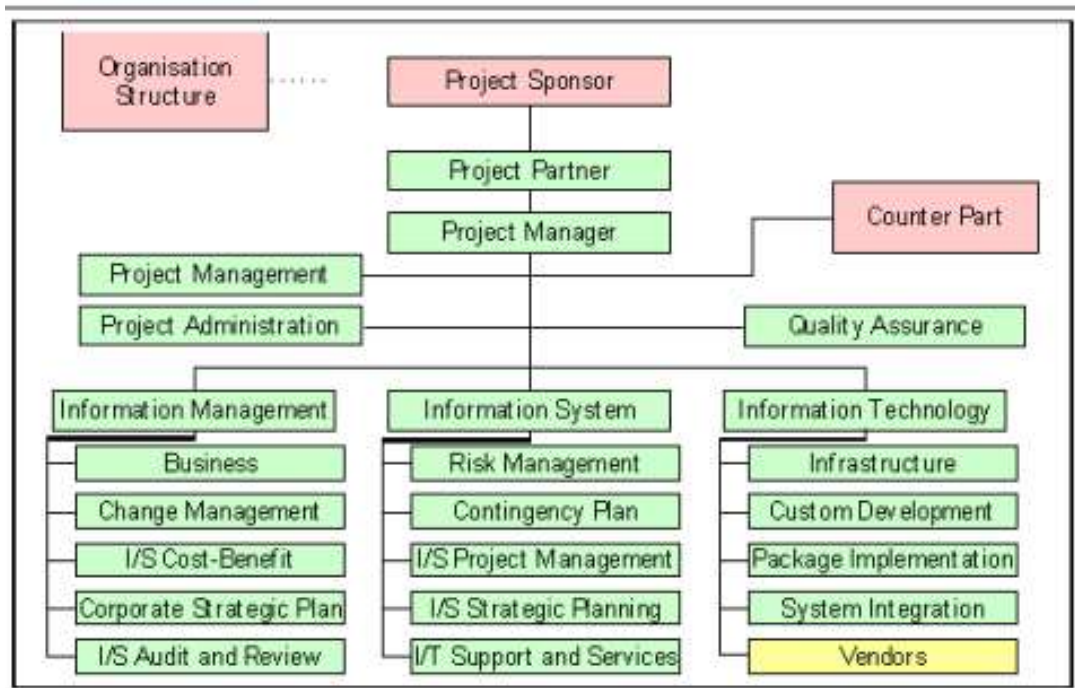 Organisation
Structure
Project Sponsor
Project Partner
Project Manager
Counter Part
Project Management
Project Administration
Quality Assurance
Information Management
Information System
Information Technology
Business
Risk Management
Infrastructure
Change Management
Contingency Plan
Custom Development
I/S Cost-Benefit
I/S Project Management
Package Implementation
Corporate Strategic Plan
I/S Strategic Planning
System Integration
I/S Audit and Review
I/T Support and Services
Vendors